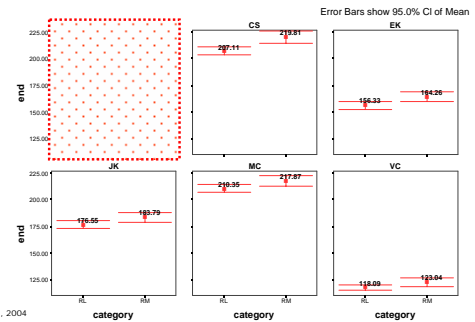 Error Bars show 95.0% CI of Mean
CS
EK
225.00
200.00
175.00
150.00
125.00
end
207.11
219.81
156.33
164.26
JK
MC
VC
225.00
200.00
175.00
150.00
125.00
end
176.55
183.79
210.35
217.87
118.09
123.04
RL
RM
RL
RM
RL
RM
, 2004
category
category
category